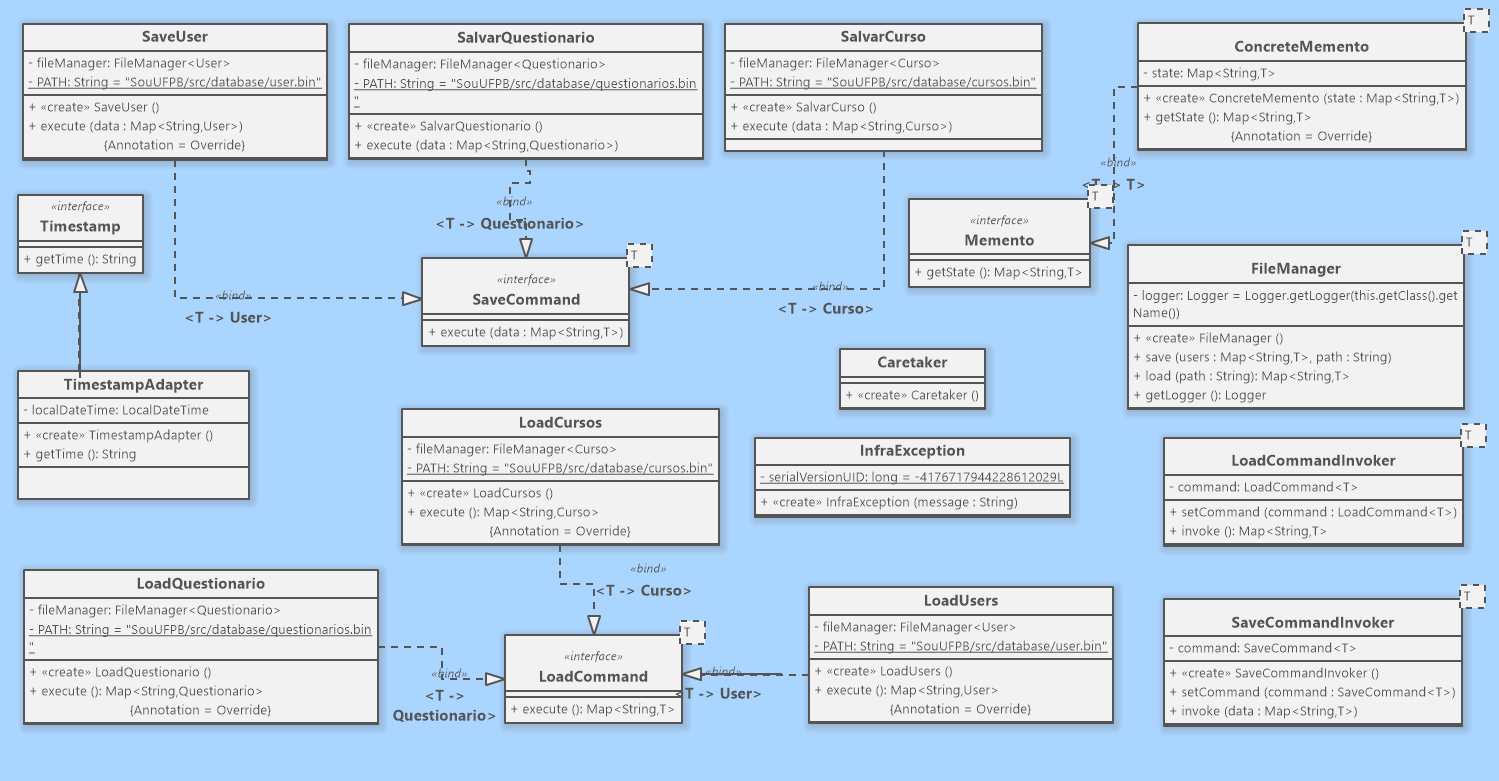 SaveUser
- fileManager: FileManager<User>
- PATH: String = "SouUFPB/src/database/user.bin"
+ «create» SaveUser ()
+ execute (data : Map<String,User>)
{Annotation = Override}
SalvarQuestionario
- fileManager: FileManager<Questionario>
- PATH: String = "SouUFPB/src/database/questionarios.bin
"
+ «create» SalvarQuestionario ()
+ execute (data : Map<String,Questionario>)
SalvarCurso
- fileManager: FileManager<Curso>
- PATH: String = "SouUFPB/src/database/cursos.bin"
+ «create» SalvarCurso ()
+ execute (data : Map<String,Curso>)
T
ConcreteMemento
- state: Map<String,T>
+ «create» ConcreteMemento (state : Map<String,T>)
+ getState (): Map<String,T>
{Annotation = Override}
«bind»
<T -> T>
«interface»
Timestamp
+ getTime (): String
«bind»
<T -> Questionario>
T
«interface»
Memento
+ getState (): Map<String,T>
T
«interface»
SaveCommand
+ execute (data : Map<String,T>)
«bind»
<T -> User>
«bind»
<T -> Curso>
T
FileManager
- logger: Logger = Logger.getLogger(this.getClass().get
Name())
+ «create» FileManager ()
+ save (users : Map<String,T>, path : String)
+ load (path : String): Map<String,T>
+ getLogger (): Logger
TimestampAdapter
- localDateTime: LocalDateTime
+ «create» TimestampAdapter ()
+ getTime (): String
Caretaker
+ «create» Caretaker ()
LoadCursos
- fileManager: FileManager<Curso>
- PATH: String = "SouUFPB/src/database/cursos.bin"
+ «create» LoadCursos ()
+ execute (): Map<String,Curso>
{Annotation = Override}
InfraException
- serialVersionUID: long = -4176717944228612029L
+ «create» InfraException (message : String)
T
LoadCommandInvoker
- command: LoadCommand<T>
+ setCommand (command : LoadCommand<T>)
+ invoke (): Map<String,T>
LoadQuestionario
- fileManager: FileManager<Questionario>
- PATH: String = "SouUFPB/src/database/questionarios.bin
"
+ «create» LoadQuestionario ()
+ execute (): Map<String,Questionario>
{Annotation = Override}
«bind»
<T -> Curso>
«bind»
<T ->
Questionario>
T
«interface»
LoadCommand
+ execute (): Map<String,T>
«bind»
<T -> User>
LoadUsers
- fileManager: FileManager<User>
- PATH: String = "SouUFPB/src/database/user.bin"
+ «create» LoadUsers ()
+ execute (): Map<String,User>
{Annotation = Override}
T
SaveCommandInvoker
- command: SaveCommand<T>
+ «create» SaveCommandInvoker ()
+ setCommand (command : SaveCommand<T>)
+ invoke (data : Map<String,T>)